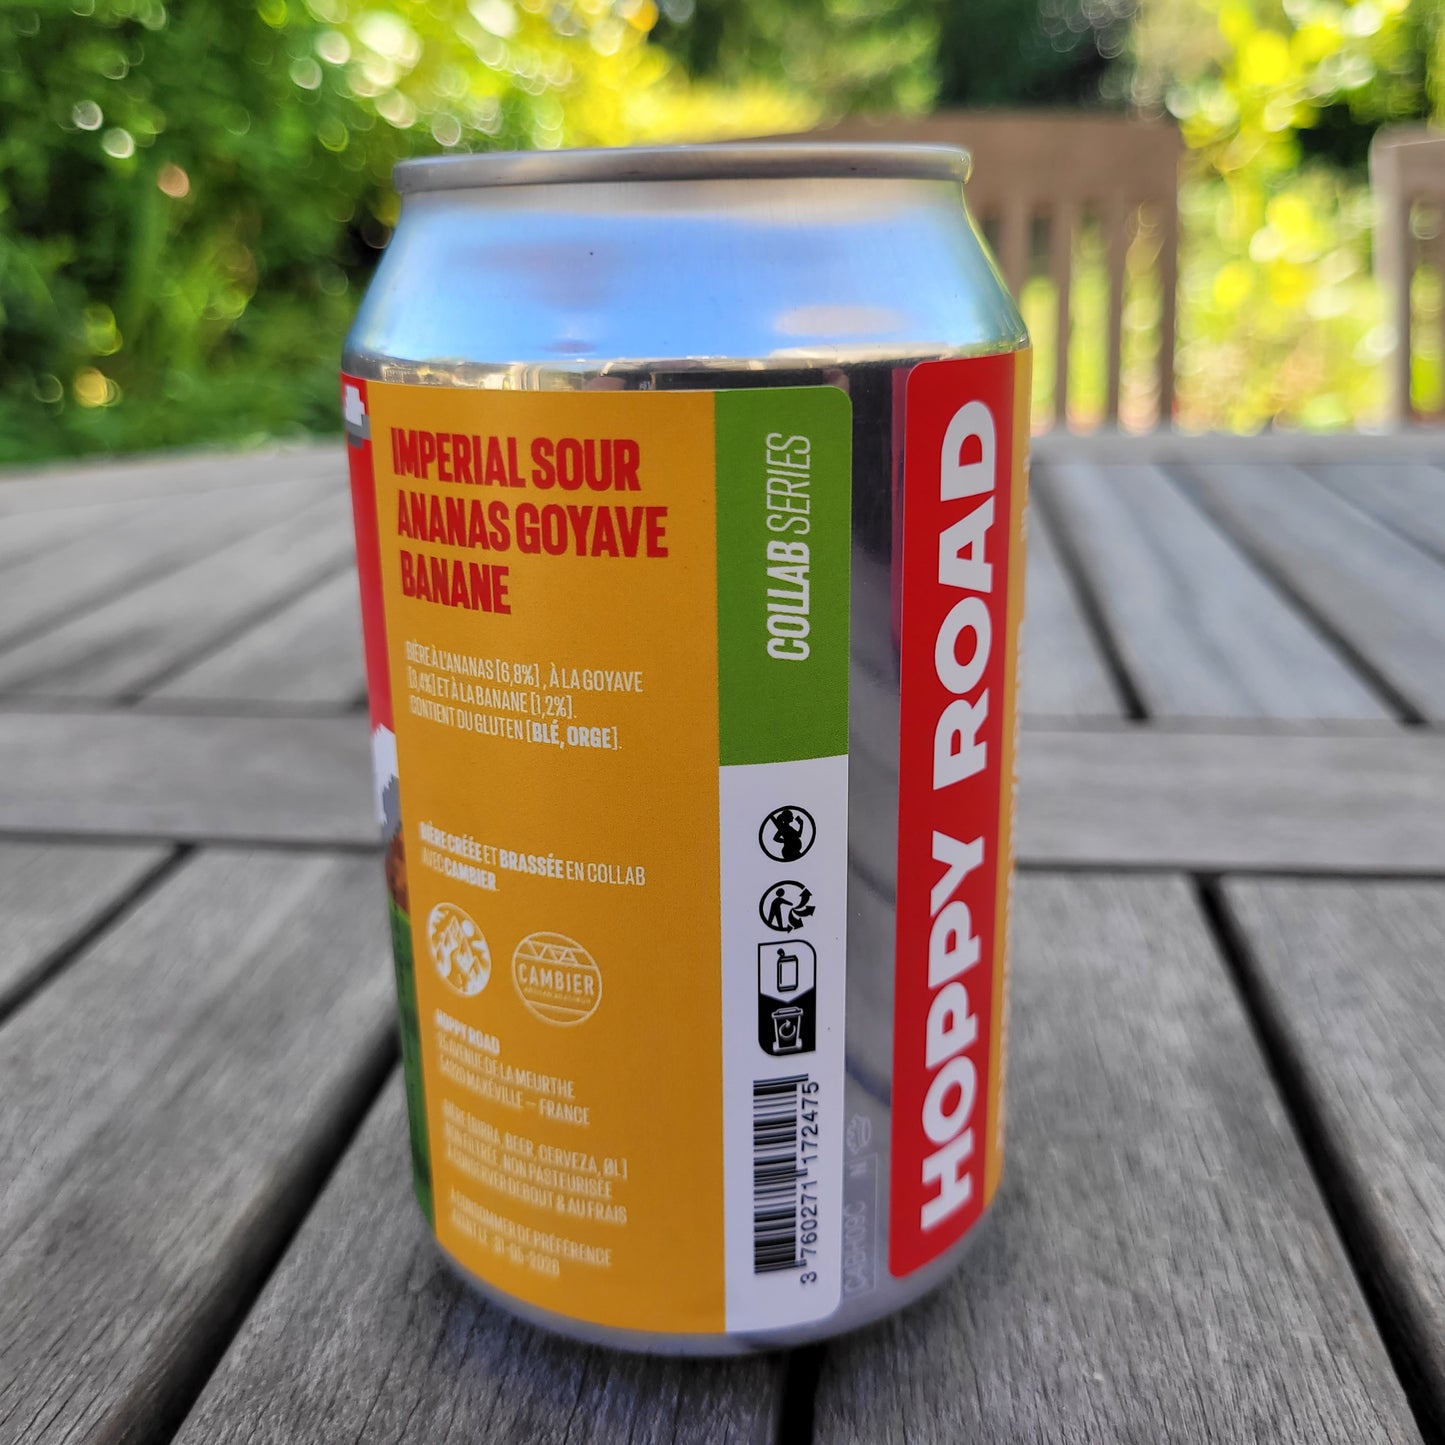 IMPERIAL SOUR
ANANAS GOYAVE
BANANE
BIÈRE À L'ANANAS [6,8%], À LA GOYAVE
[3,4%] ET À LA BANANE [1,2%].
CONTIENT DU GLUTEN [BLÉ, ORGE].
BIÈRE CRÉÉE ET BRASSÉE EN COLLAB
AVEC CAMBIER.
CAMBIER
HOPPY ROAD
AVENUE DE LA MEURTHE
54320 MAXÉVILLE – FRANCE
BIÈRE [BIRRA, BEER, CERVEZA, ØL]
NON FILTRÉE, NON PASTEURISÉE
À CONSERVER DEBOUT & AU FRAIS
À CONSOMMER DE PRÉFÉRENCE
AVANT LE
COLLAB SERIES
3 760271 172475
HOPPY ROAD